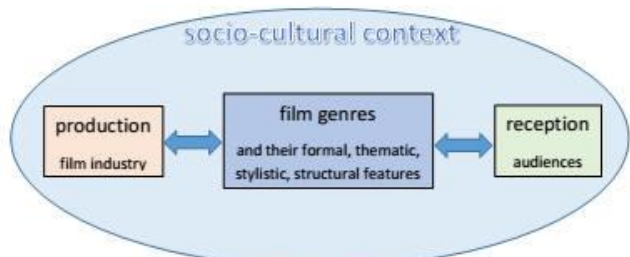 socio-cultural context
production
film industry
film genres
and their formal, thematic,
stylistic, structural features
reception
audiences